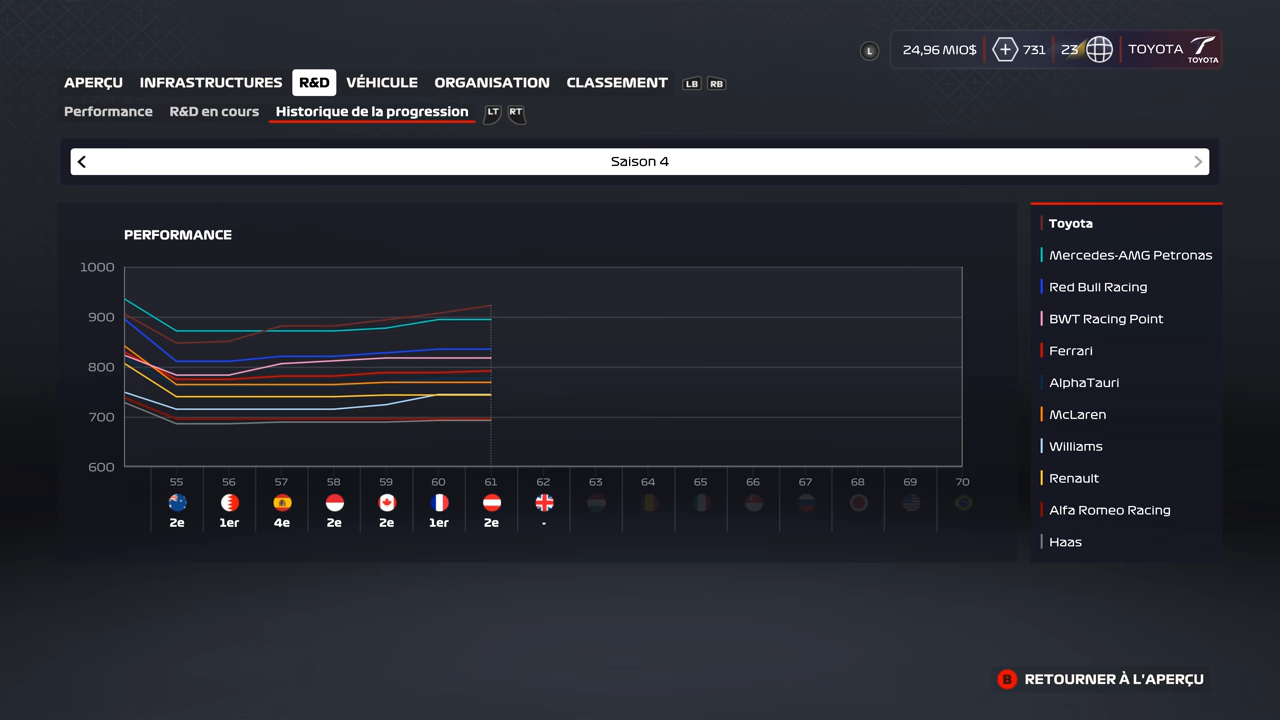 L 24,96 MIO$ 731 23 TOYOTA TOYOTA
APERÇU INFRASTRUCTURES R&D VÉHICULE ORGANISATION CLASSEMENT LB RB
Performance R&D en cours Historique de la progression LT RT
Saison 4
PERFORMANCE
1000
900
800
700
600
55 56 57 58 59 60 61 62 63 64 65 66 67 68 69 70
2e 1er 4e 2e 2e 1er 2e -
Toyota
Mercedes-AMG Petronas
Red Bull Racing
BWT Racing Point
Ferrari
AlphaTauri
McLaren
Williams
Renault
Alfa Romeo Racing
Haas
B RETOURNER À L'APERÇU